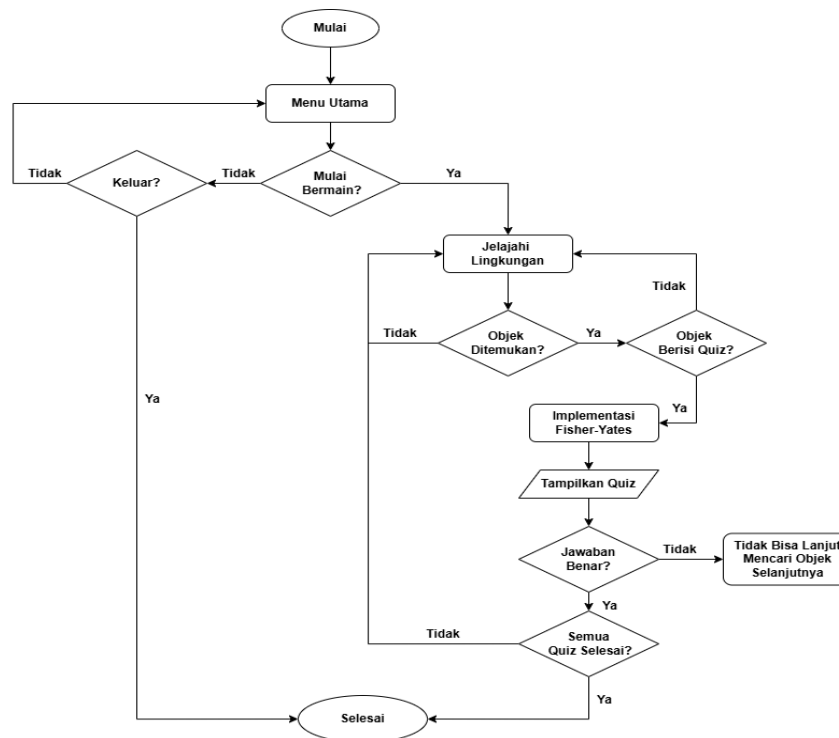 Mulai
Menu Utama
Tidak
Keluar?
Tidak
Mulai
Bermain?
Ya
Jelajahi
Lingkungan
Tidak
Tidak
Objek
Ditemukan?
Ya
Objek
Berisi Quiz?
Ya
Ya
Implementasi
Fisher-Yates
Tampilkan Quiz
Jawaban
Benar?
Tidak
Tidak Bisa Lanjut
Mencari Objek
Selanjutnya
Ya
Tidak
Semua
Quiz Selesai?
Ya
Selesai